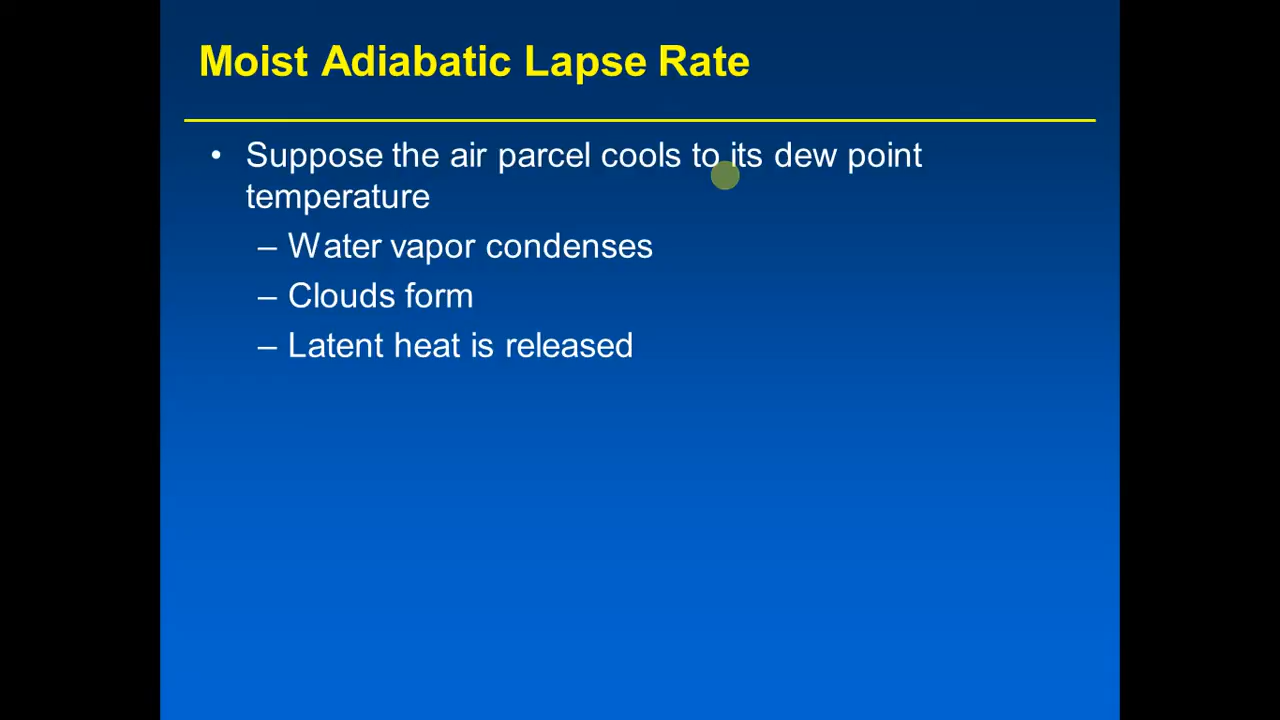 Moist Adiabatic Lapse Rate
• Suppose the air parcel cools to its dew point
temperature
– Water vapor condenses
– Clouds form
– Latent heat is released